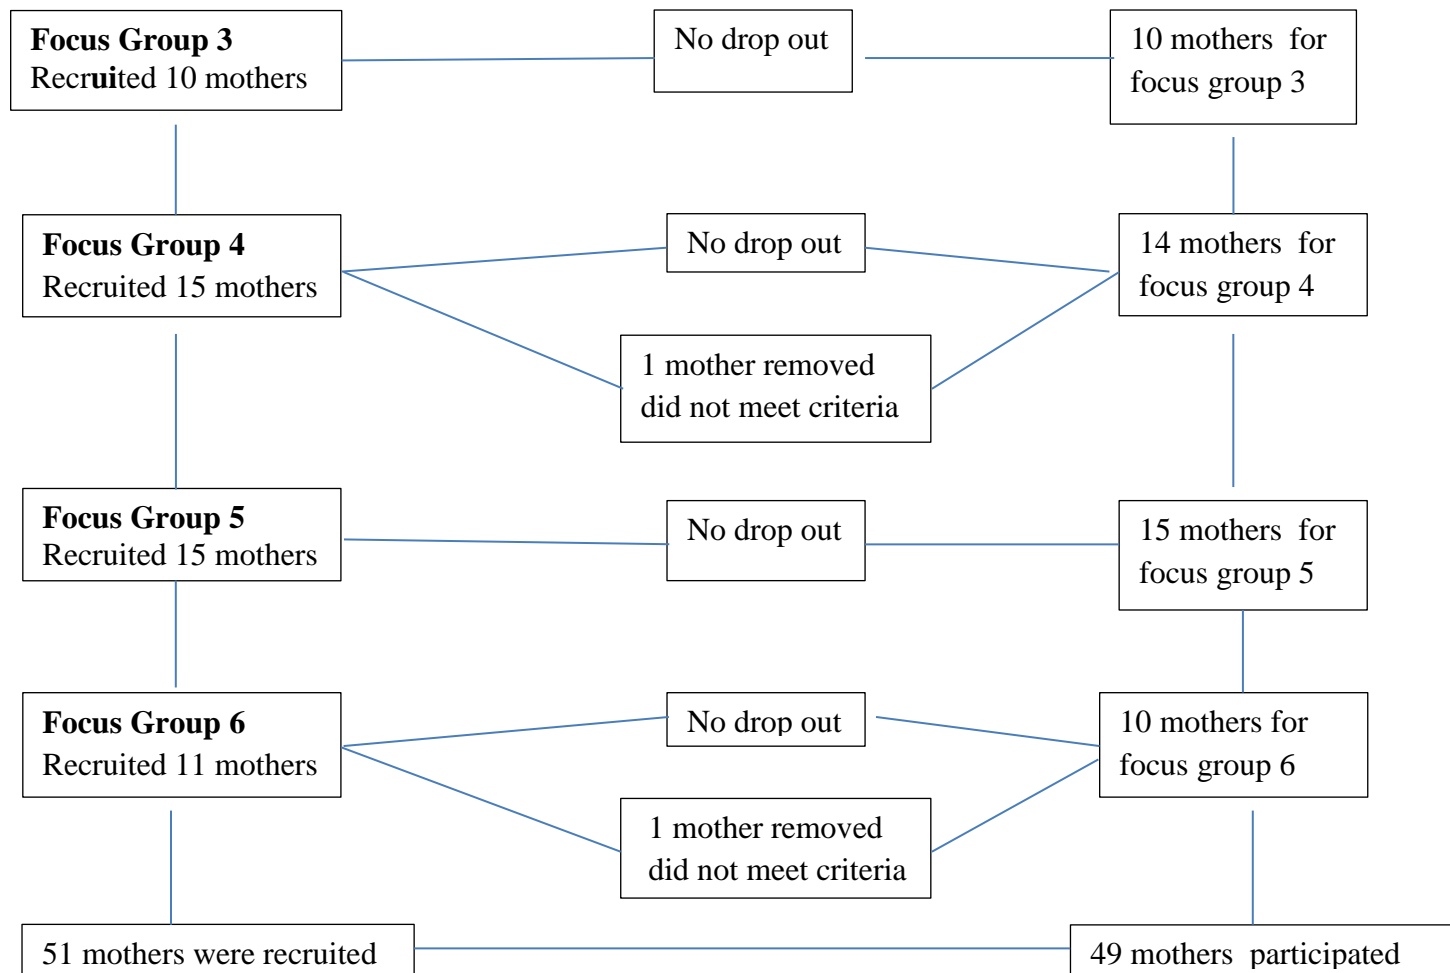 Focus Group 3
Recruited 10 mothers
No drop out
10 mothers for
focus group 3
Focus Group 4
Recruited 15 mothers
No drop out
14 mothers for
focus group 4
1 mother removed
did not meet criteria
Focus Group 5
Recruited 15 mothers
No drop out
15 mothers for
focus group 5
Focus Group 6
Recruited 11 mothers
No drop out
10 mothers for
focus group 6
1 mother removed
did not meet criteria
51 mothers were recruited
49 mothers participated